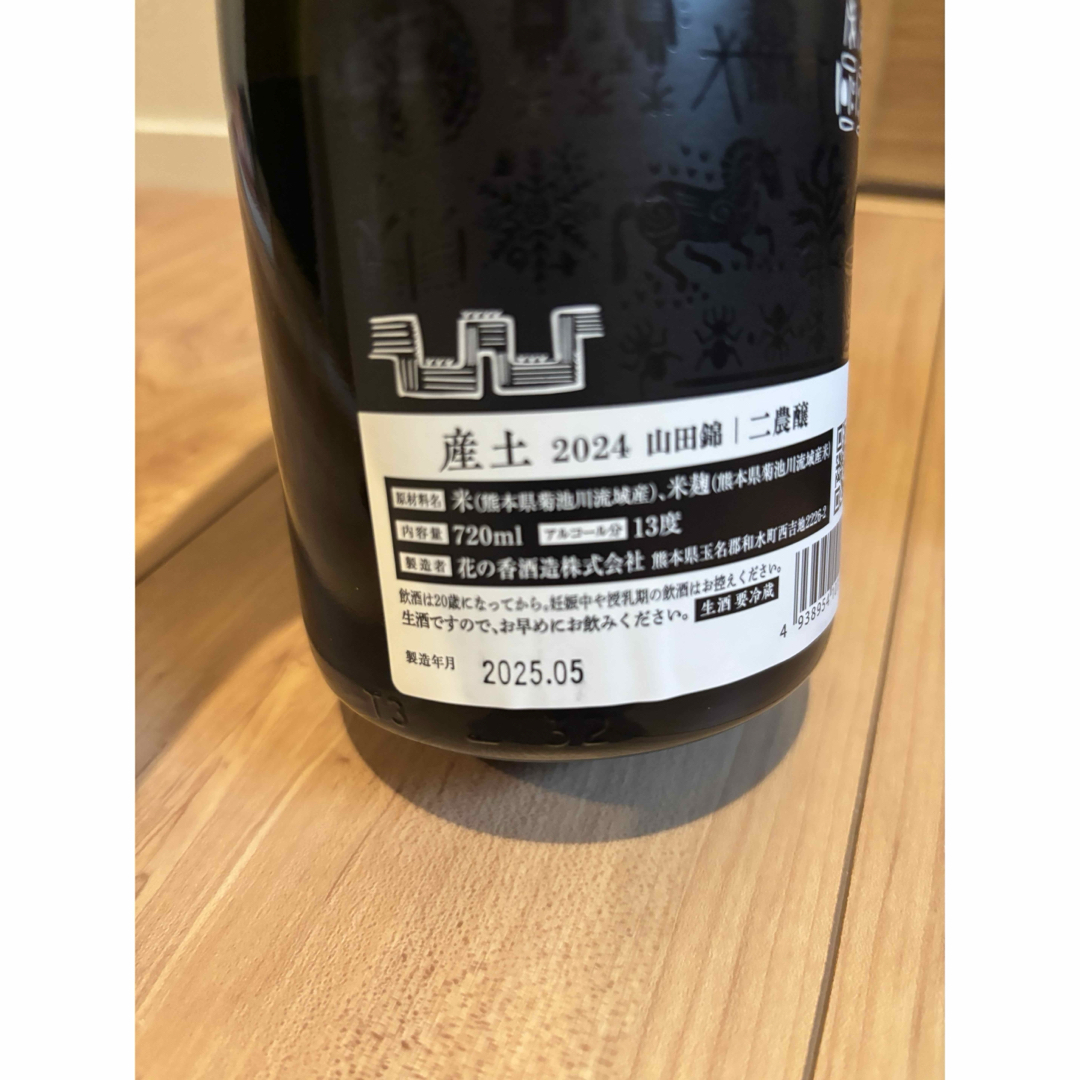 産土 2024 山田錦|二農醸
原材料名 米(熊本県菊池川流域産)、米麹(熊本県菊池川流域産米)
内容量 720ml アルコール分 13度
製造者 花の香酒造株式会社 熊本県玉名郡和水町西吉地2226-2
飲酒は20歳になってから。妊娠中や授乳期の飲酒はお控えください。
生酒ですので、お早めにお飲みください。 生酒 要冷蔵
製造年月 2025.05
4 938954
T3 32